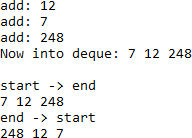 add: 12
add: 7
add: 248
Now into deque: 7 12 248

start -> end
7 12 248
end -> start
248 12 7